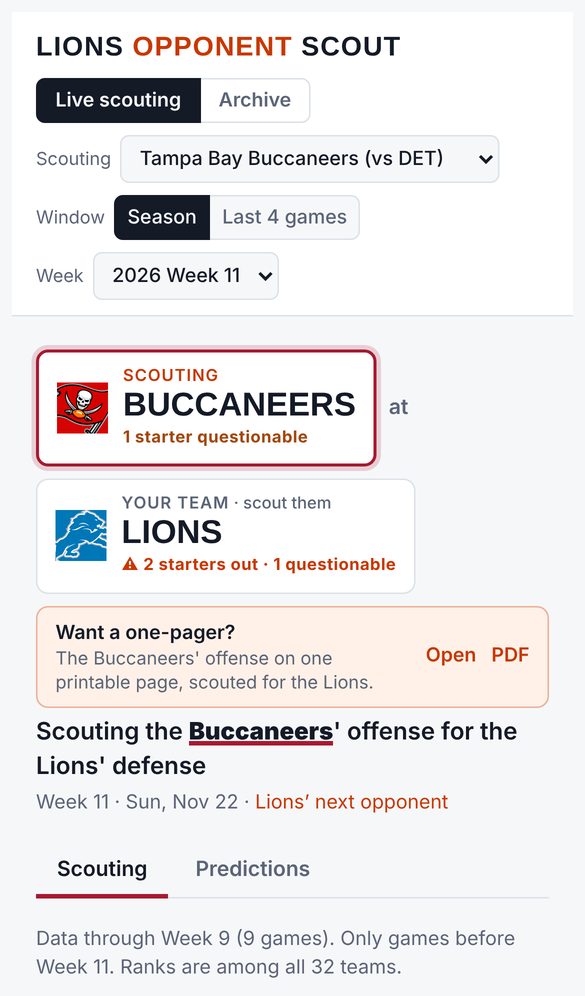 LIONS OPPONENT SCOUT
Live scouting Archive
Scouting Tampa Bay Buccaneers (vs DET)
Window Season Last 4 games
Week 2026 Week 11
SCOUTING
BUCCANEERS
1 starter questionable
at
YOUR TEAM · scout them
LIONS
⚠ 2 starters out · 1 questionable
Want a one-pager?
The Buccaneers' offense on one
printable page, scouted for the Lions.
Open PDF
Scouting the Buccaneers' offense for the
Lions' defense
Week 11 · Sun, Nov 22 · Lions’ next opponent
Scouting Predictions
Data through Week 9 (9 games). Only games before
Week 11. Ranks are among all 32 teams.